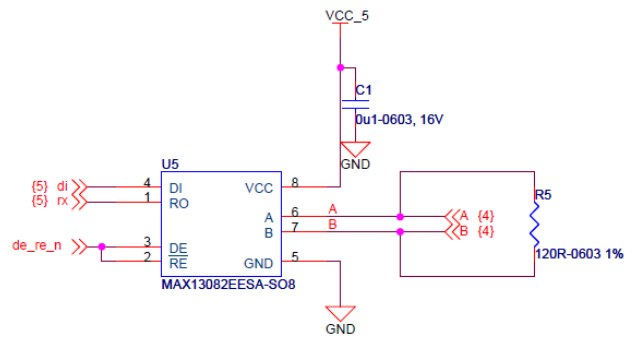 VCC_5
C1
0u1-0603, 16V
GND
U5
{5} di
4
DI
VCC
8
{5} rx
1
RO
A
6
A
A {4}
R5
B
7
B
B {4}
de_re_n
3
DE
2
RE
GND
5
120R-0603 1%
MAX13082EESA-SO8
GND